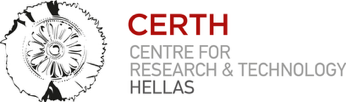 CERTH
CENTRE FOR
RESEARCH & TECHNOLOGY
HELLAS